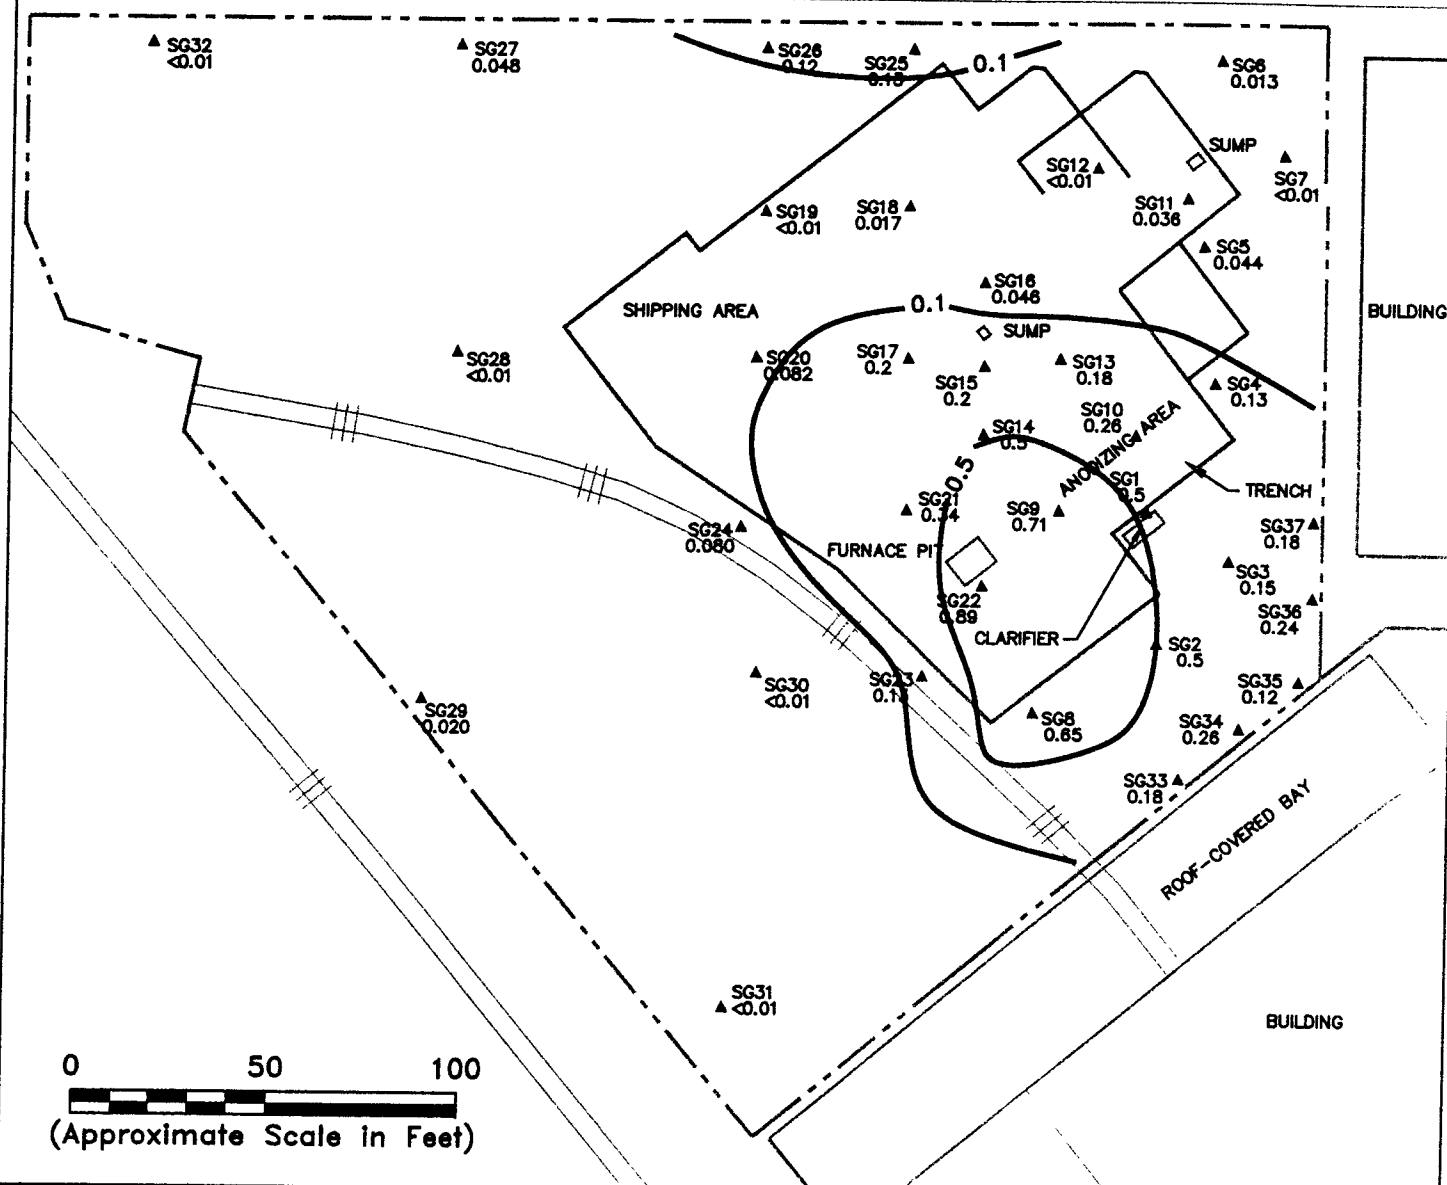 SG32
<0.01
SG27
0.048
SG26
0.12
SG25
0.1
SG6
0.013
SUMP
SG12
<0.01
SG7
<0.01
SG11
0.036
SG19
<0.01
SG18
0.017
SG5
0.044
SG16
0.046
SHIPPING AREA
0.1
SUMP
BUILDING
SG28
<0.01
SG20
0.082
SG17
0.2
SG15
0.2
SG13
0.18
SG4
0.13
SG10
0.26
ANODIZING AREA
SG14
0.5
0.5
SG1
0.5
TRENCH
SG21
0.34
SG9
0.71
SG24
0.080
FURNACE PIT
SG37
0.18
SG3
0.15
SG22
0.89
SG36
0.24
CLARIFIER
SG2
0.5
SG30
<0.01
SG23
SG35
0.12
SG29
0.020
SG8
0.65
SG34
0.26
SG33
0.18
ROOF-COVERED BAY
SG31
<0.01
BUILDING
0 50 100
(Approximate Scale in Feet)